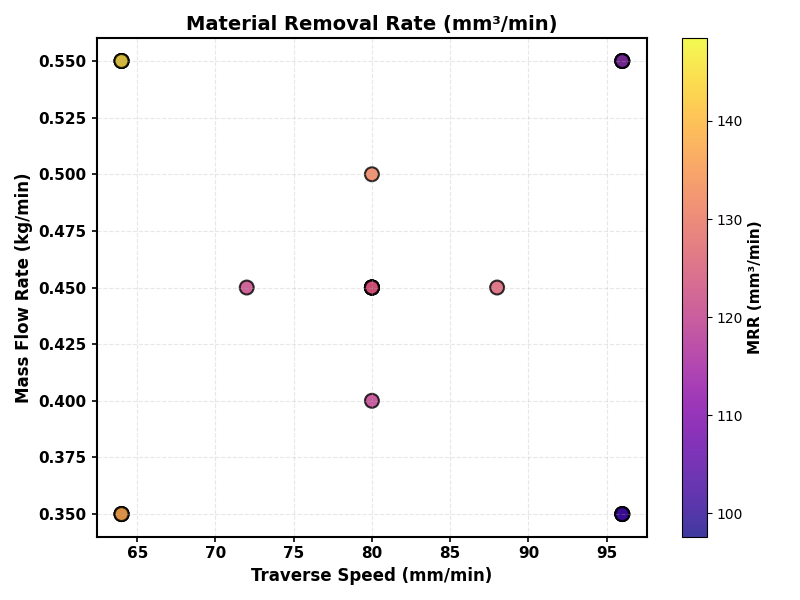 Material Removal Rate (mm³/min)
Mass Flow Rate (kg/min)
0.550
0.525
0.500
0.475
0.450
0.425
0.400
0.375
0.350
65 70 75 80 85 90 95
Traverse Speed (mm/min)
140
130
120
110
100
MRR (mm³/min)